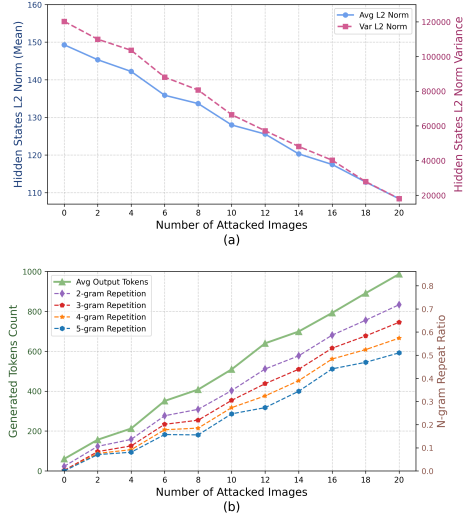 160
150
140
130
120
110
Hidden States L2 Norm (Mean)
Avg L2 Norm
Var L2 Norm
120000
100000
80000
60000
40000
20000
Hidden States L2 Norm Variance
0 2 4 6 8 10 12 14 16 18 20
Number of Attacked Images
(a)
1000
800
600
400
200
0
Generated Tokens Count
Avg Output Tokens
2-gram Repetition
3-gram Repetition
4-gram Repetition
5-gram Repetition
0.8
0.7
0.6
0.5
0.4
0.3
0.2
0.1
0.0
N-gram Repeat Ratio
0 2 4 6 8 10 12 14 16 18 20
Number of Attacked Images
(b)